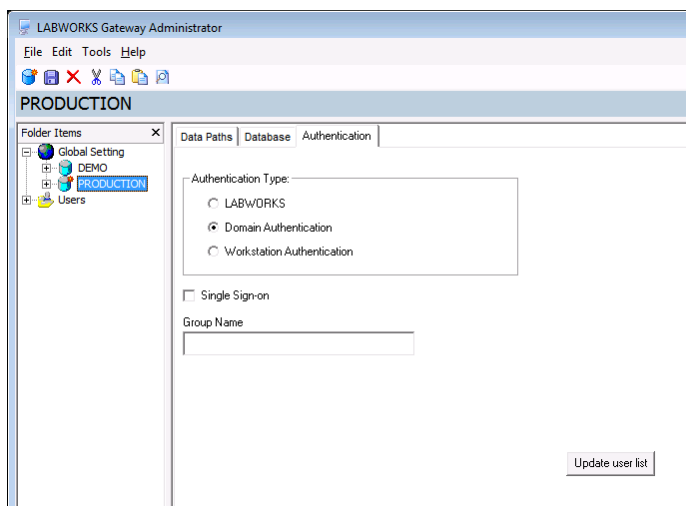 LABWORKS Gateway Administrator
File Edit Tools Help
PRODUCTION
Folder Items
Global Setting
DEMO
PRODUCTION
Users
Data Paths Database Authentication
Authentication Type:
LABWORKS
Domain Authentication
Workstation Authentication
Single Sign-on
Group Name
Update user list